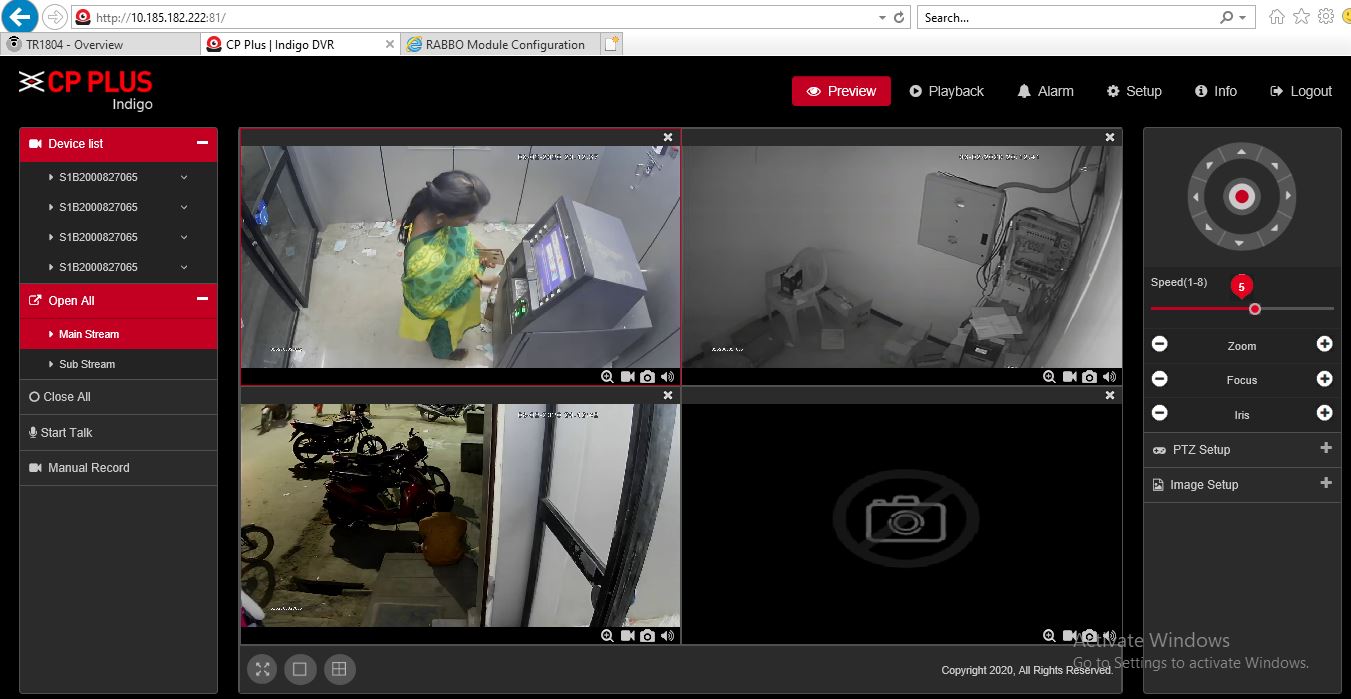 http://10.185.182.222:81/
Search...
TR1804 - Overview
CP Plus | Indigo DVR
RABBO Module Configuration
CP PLUS
Indigo
Preview
Playback
Alarm
Setup
Info
Logout
Device list
S1B2000827065
S1B2000827065
S1B2000827065
S1B2000827065
Open All
Main Stream
Sub Stream
Close All
Start Talk
Manual Record
Speed(1-8)
5
Zoom
Focus
Iris
PTZ Setup
Image Setup
Copyright 2020, All Rights Reserved.
Activate Windows
Go to Settings to activate Windows.